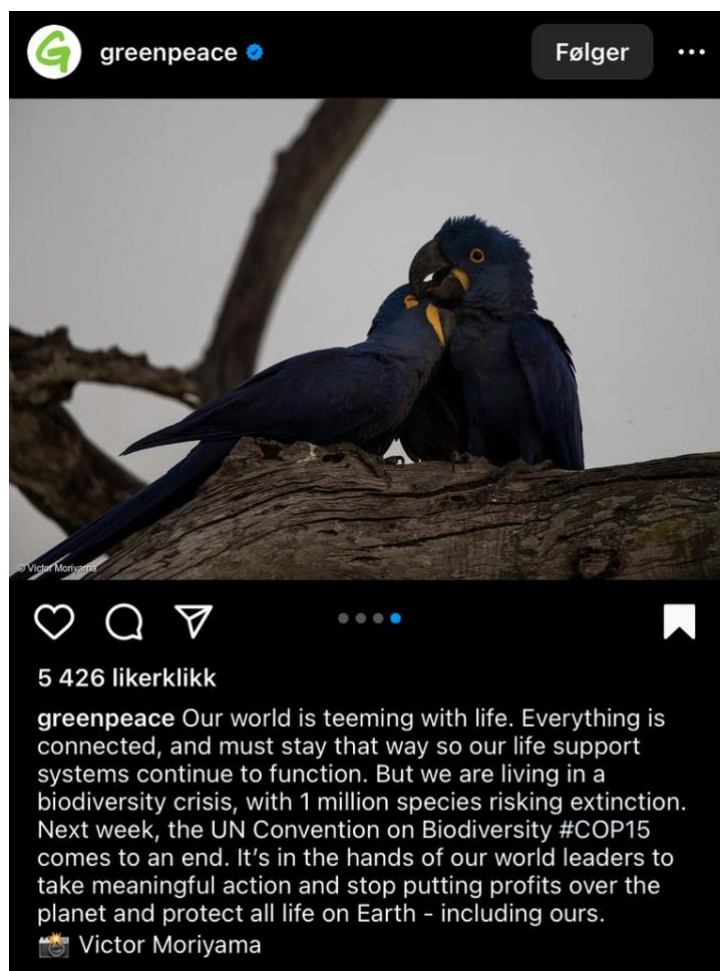 greenpeace
Følger
© Victor Moriyama
5 426 likerklikk
greenpeace Our world is teeming with life. Everything is
connected, and must stay that way so our life support
systems continue to function. But we are living in a
biodiversity crisis, with 1 million species risking extinction.
Next week, the UN Convention on Biodiversity #COP15
comes to an end. It’s in the hands of our world leaders to
take meaningful action and stop putting profits over the
planet and protect all life on Earth - including ours.
📸 Victor Moriyama